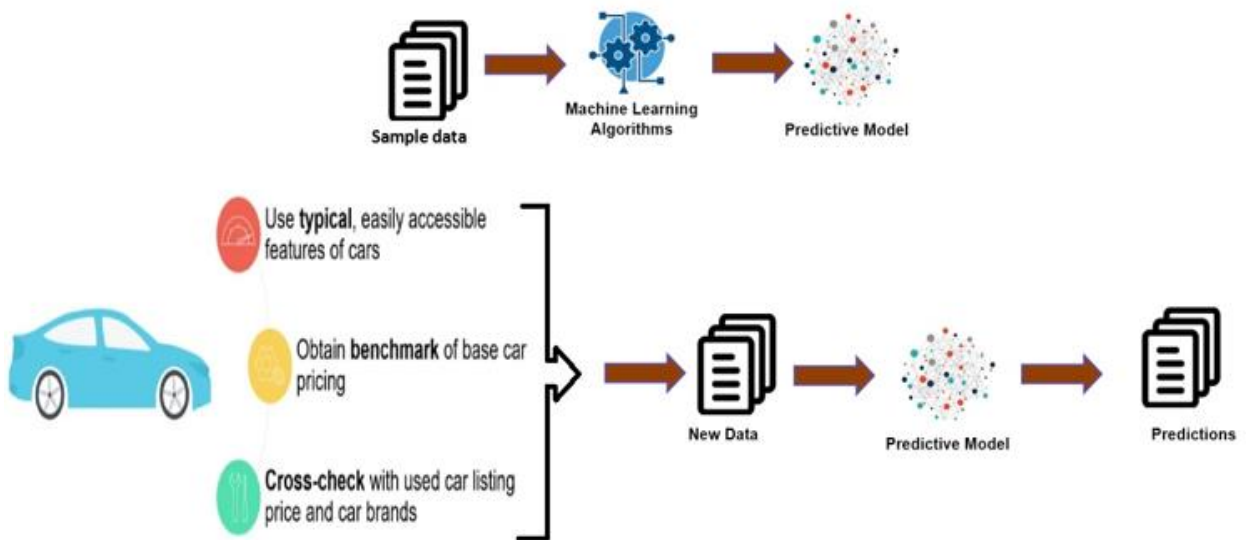 Sample data
Machine Learning
Algorithms
Predictive Model
Use typical, easily accessible
features of cars
Obtain benchmark of base car
pricing
Cross-check with used car listing
price and car brands
New Data
Predictive Model
Predictions